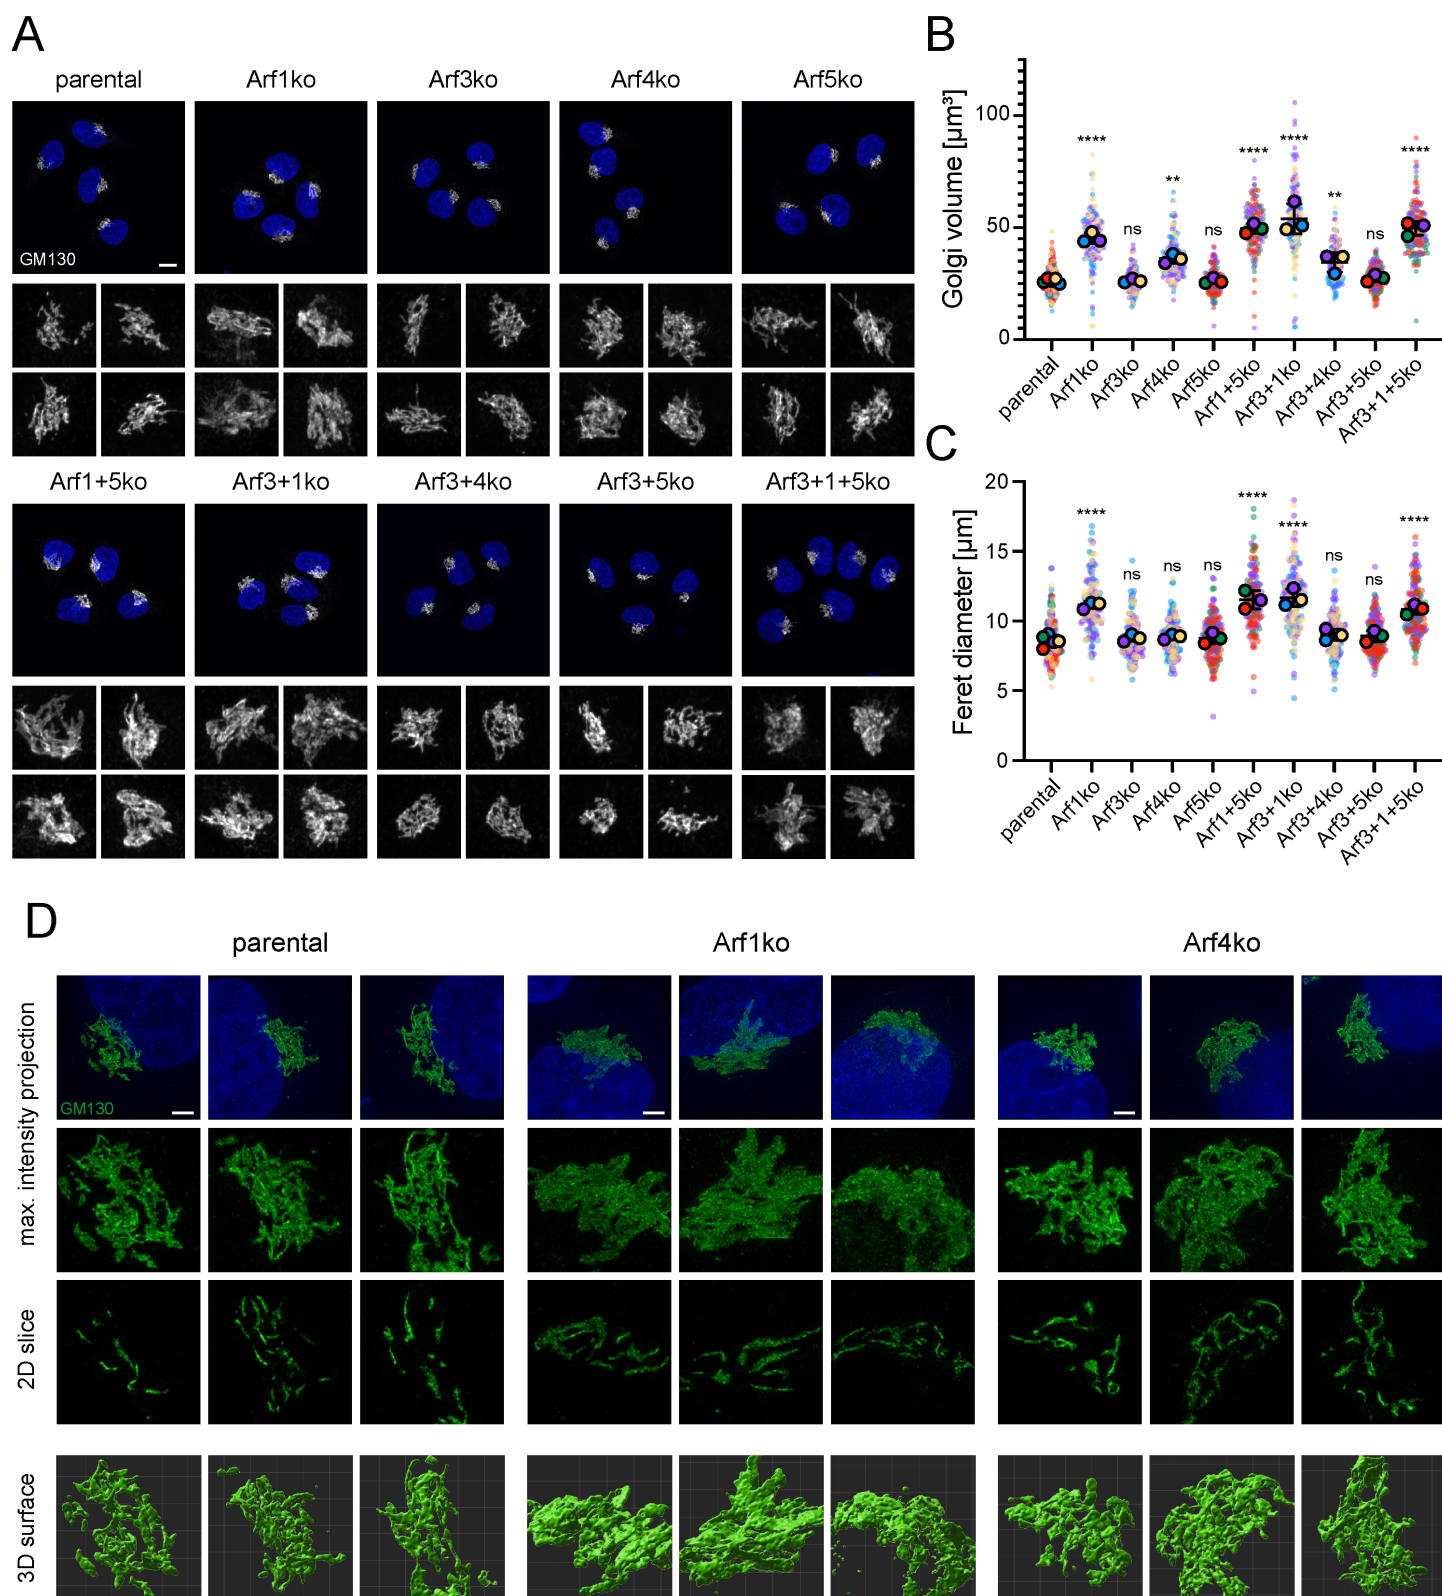 A
parental Arf1ko Arf3ko Arf4ko Arf5ko
GM130
Arf1+5ko Arf3+1ko Arf3+4ko Arf3+5ko Arf3+1+5ko
B
Golgi volume [µm³]
100
50
0
**** ns ** ns **** **** ** ns ****
parental Arf1ko Arf3ko Arf4ko Arf5ko Arf1+5ko Arf3+1ko Arf3+4ko Arf3+5ko Arf3+1+5ko
C
Feret diameter [µm]
20
15
10
5
0
**** ns ns ns **** **** ns ns ****
parental Arf1ko Arf3ko Arf4ko Arf5ko Arf1+5ko Arf3+1ko Arf3+4ko Arf3+5ko Arf3+1+5ko
D
parental Arf1ko Arf4ko
max. intensity projection
GM130
2D slice
3D surface